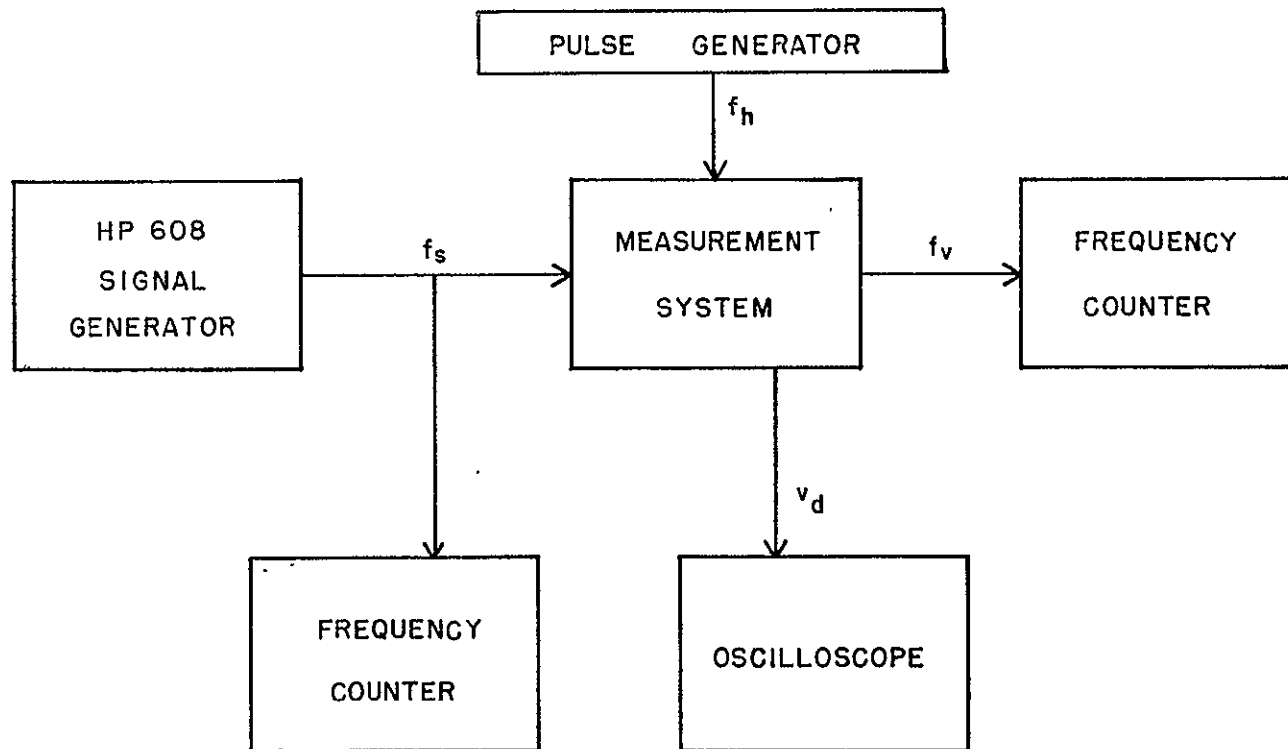 PULSE GENERATOR
f_h
HP 608
SIGNAL
GENERATOR
f_s
MEASUREMENT
SYSTEM
f_v
FREQUENCY
COUNTER
v_d
FREQUENCY
COUNTER
OSCILLOSCOPE